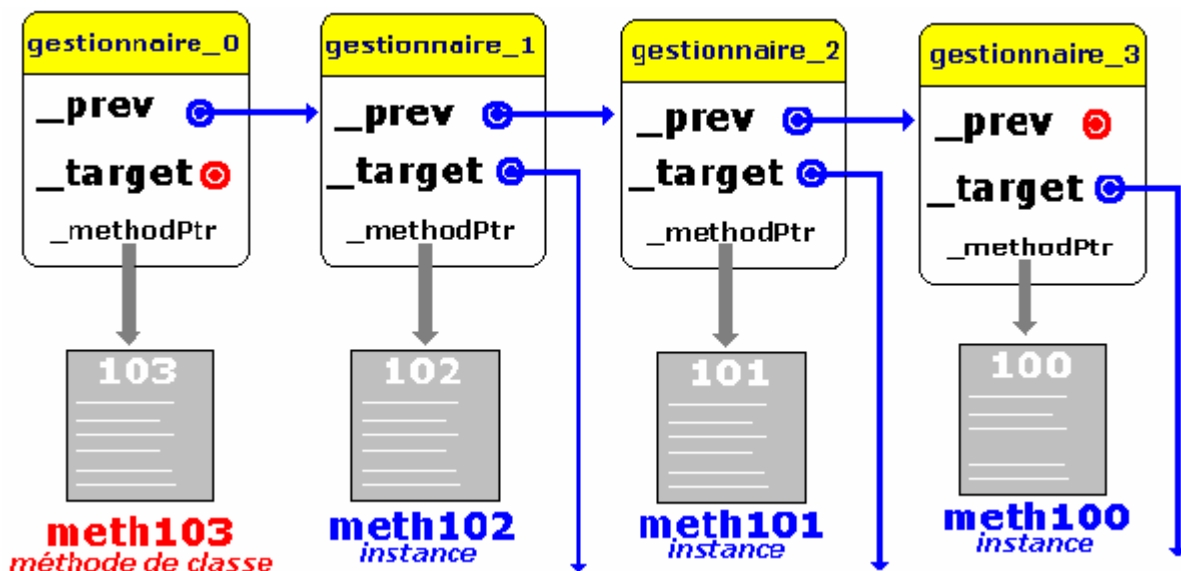 gestionnaire_0
_prev
_target
_methodPtr
103
meth103
méthode de classe
gestionnaire_1
_prev
_target
_methodPtr
102
meth102
instance
gestionnaire_2
_prev
_target
_methodPtr
101
meth101
instance
gestionnaire_3
_prev
_target
_methodPtr
100
meth100
instance